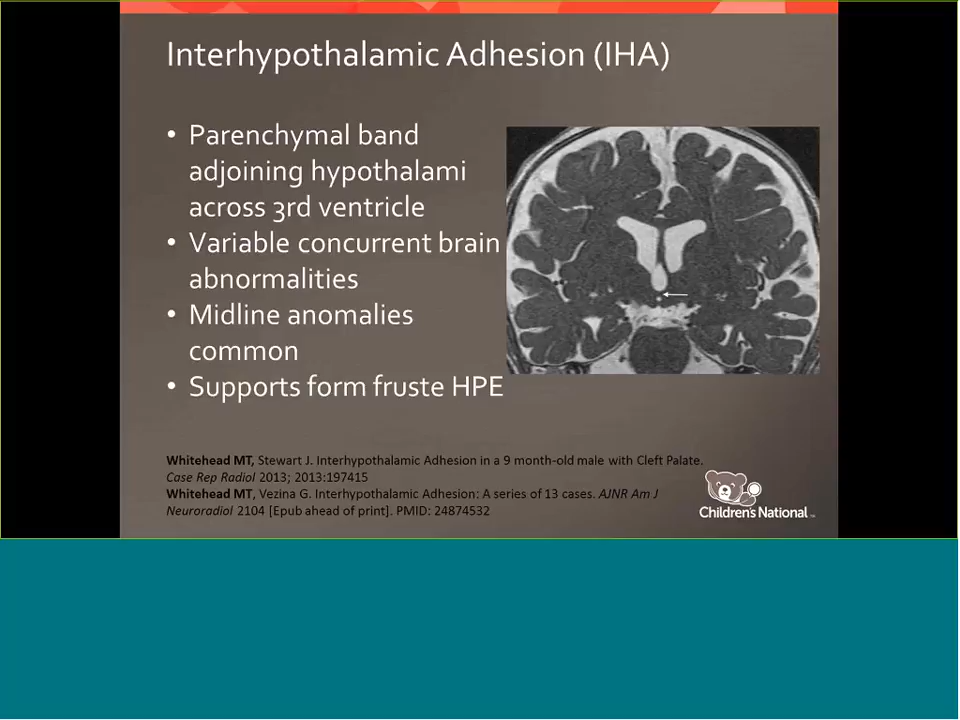 Interhypothalamic Adhesion (IHA)
• Parenchymal band
adjoining hypothalami
across 3rd ventricle
• Variable concurrent brain
abnormalities
• Midline anomalies
common
• Supports form fruste HPE
Whitehead MT, Stewart J. Interhypothalamic Adhesion in a 9 month-old male with Cleft Palate.
Case Rep Radiol 2013; 2013:197415
Whitehead MT, Vezina G. Interhypothalamic Adhesion: A series of 13 cases. AJNR Am J
Neuroradiol 2104 [Epub ahead of print]. PMID: 24874532
Children's National™